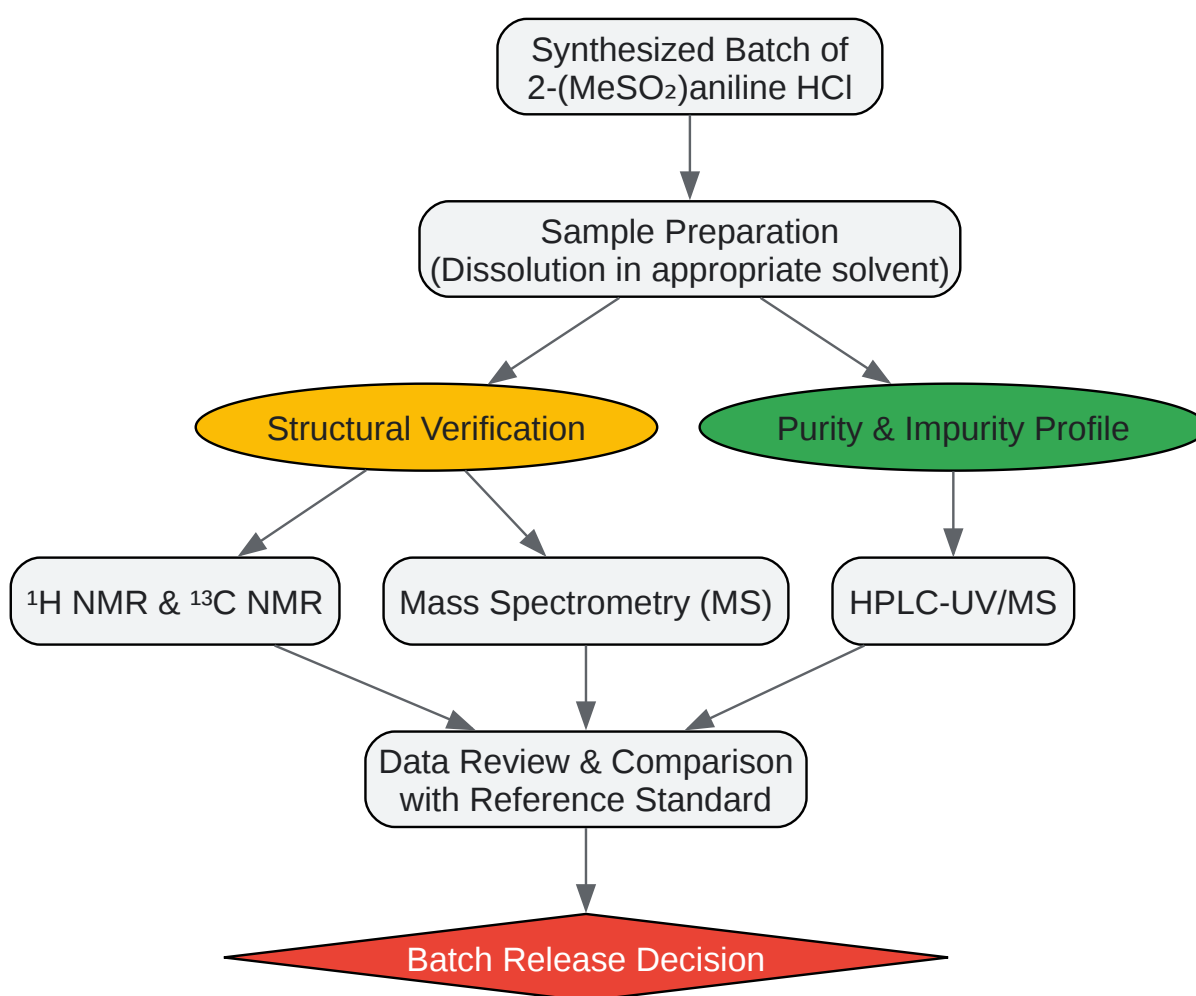 Synthesized Batch of
2-(MeSO₂)aniline HCl
Sample Preparation
(Dissolution in appropriate solvent)
Structural Verification
Purity & Impurity Profile
¹H NMR & ¹³C NMR
Mass Spectrometry (MS)
HPLC-UV/MS
Data Review & Comparison
with Reference Standard
Batch Release Decision